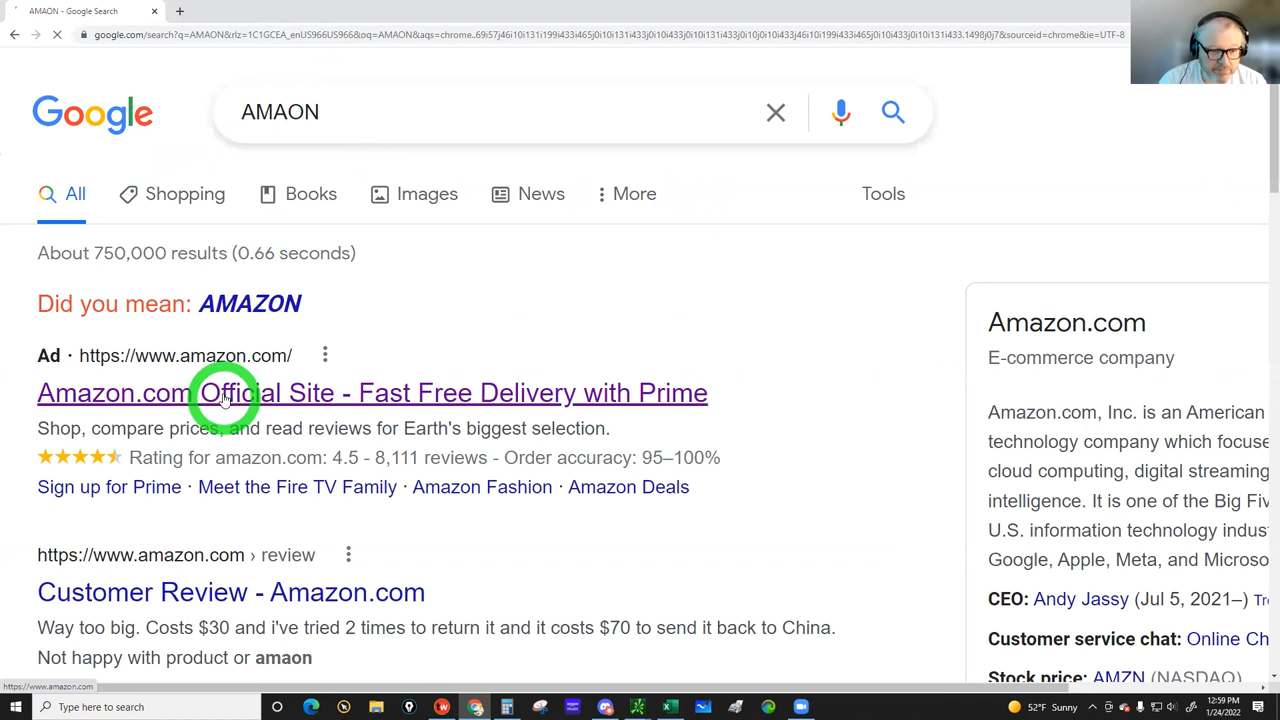 AMAON - Google Search
google.com/search?q=AMAON&rlz=1C1GCEA_enUS966US966&oq=AMAON&aqs=chrome..69i57j46i10i131i199i433i465j0i10i131i433j0i10i131i433j0i10j0i10i433j46i10i199i433i465j0i10i433.1498j0j7&sourceid=chrome&ie=UTF-8
Google
AMAON
All
Shopping
Books
Images
News
More
Tools
About 750,000 results (0.66 seconds)
Did you mean: AMAZON
Ad · https://www.amazon.com/
Amazon.com Official Site - Fast Free Delivery with Prime
Shop, compare prices, and read reviews for Earth's biggest selection.
Rating for amazon.com: 4.5 - 8,111 reviews - Order accuracy: 95–100%
Sign up for Prime · Meet the Fire TV Family · Amazon Fashion · Amazon Deals
https://www.amazon.com › review
Customer Review - Amazon.com
Way too big. Costs $30 and i've tried 2 times to return it and it costs $70 to send it back to China.
Not happy with product or amaon
Amazon.com
E-commerce company
Amazon.com, Inc. is an American
technology company which focuse
cloud computing, digital streaming
intelligence. It is one of the Big Five
U.S. information technology indust
Google, Apple, Meta, and Microso
CEO: Andy Jassy (Jul 5, 2021–) Tre
Customer service chat: Online Ch
Stock price: AMZN (NASDAQ)
https://www.amazon.com
Type here to search
52°F Sunny
12:59 PM
1/24/2022